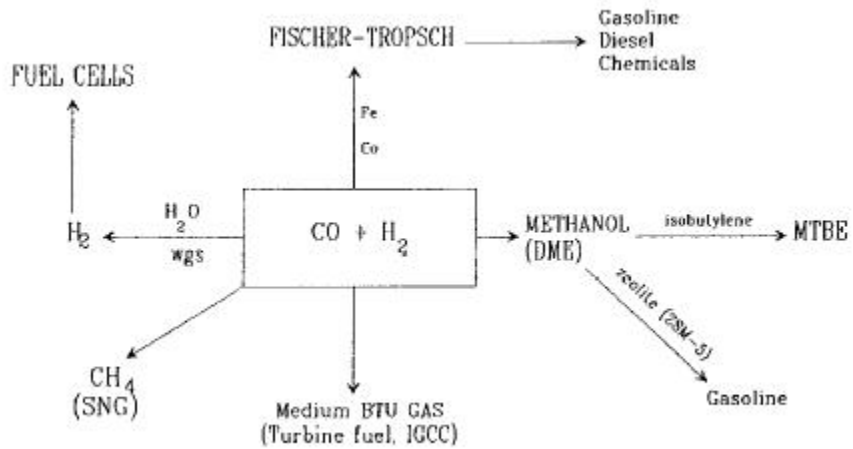 Gasoline
FISCHER-TROPSCH
Diesel
Chemicals
FUEL CELLS
Fe
Co
H₂O
H₂
wgs
CO + H₂
METHANOL
(DME)
isobutylene
MTBE
zeolite (ZSM-5)
CH₄
(SNG)
Medium BTU GAS
(Turbine fuel, IGCC)
Gasoline